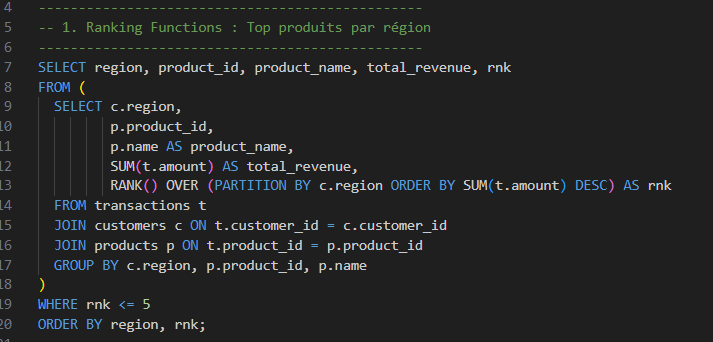 4 ------------------------------------------------
5 -- 1. Ranking Functions : Top produits par région
6 ------------------------------------------------
7 SELECT region, product_id, product_name, total_revenue, rnk
8 FROM (
9   SELECT c.region,
10         p.product_id,
11         p.name AS product_name,
12         SUM(t.amount) AS total_revenue,
13         RANK() OVER (PARTITION BY c.region ORDER BY SUM(t.amount) DESC) AS rnk
14   FROM transactions t
15   JOIN customers c ON t.customer_id = c.customer_id
16   JOIN products p ON t.product_id = p.product_id
17   GROUP BY c.region, p.product_id, p.name
18 )
19 WHERE rnk <= 5
20 ORDER BY region, rnk;